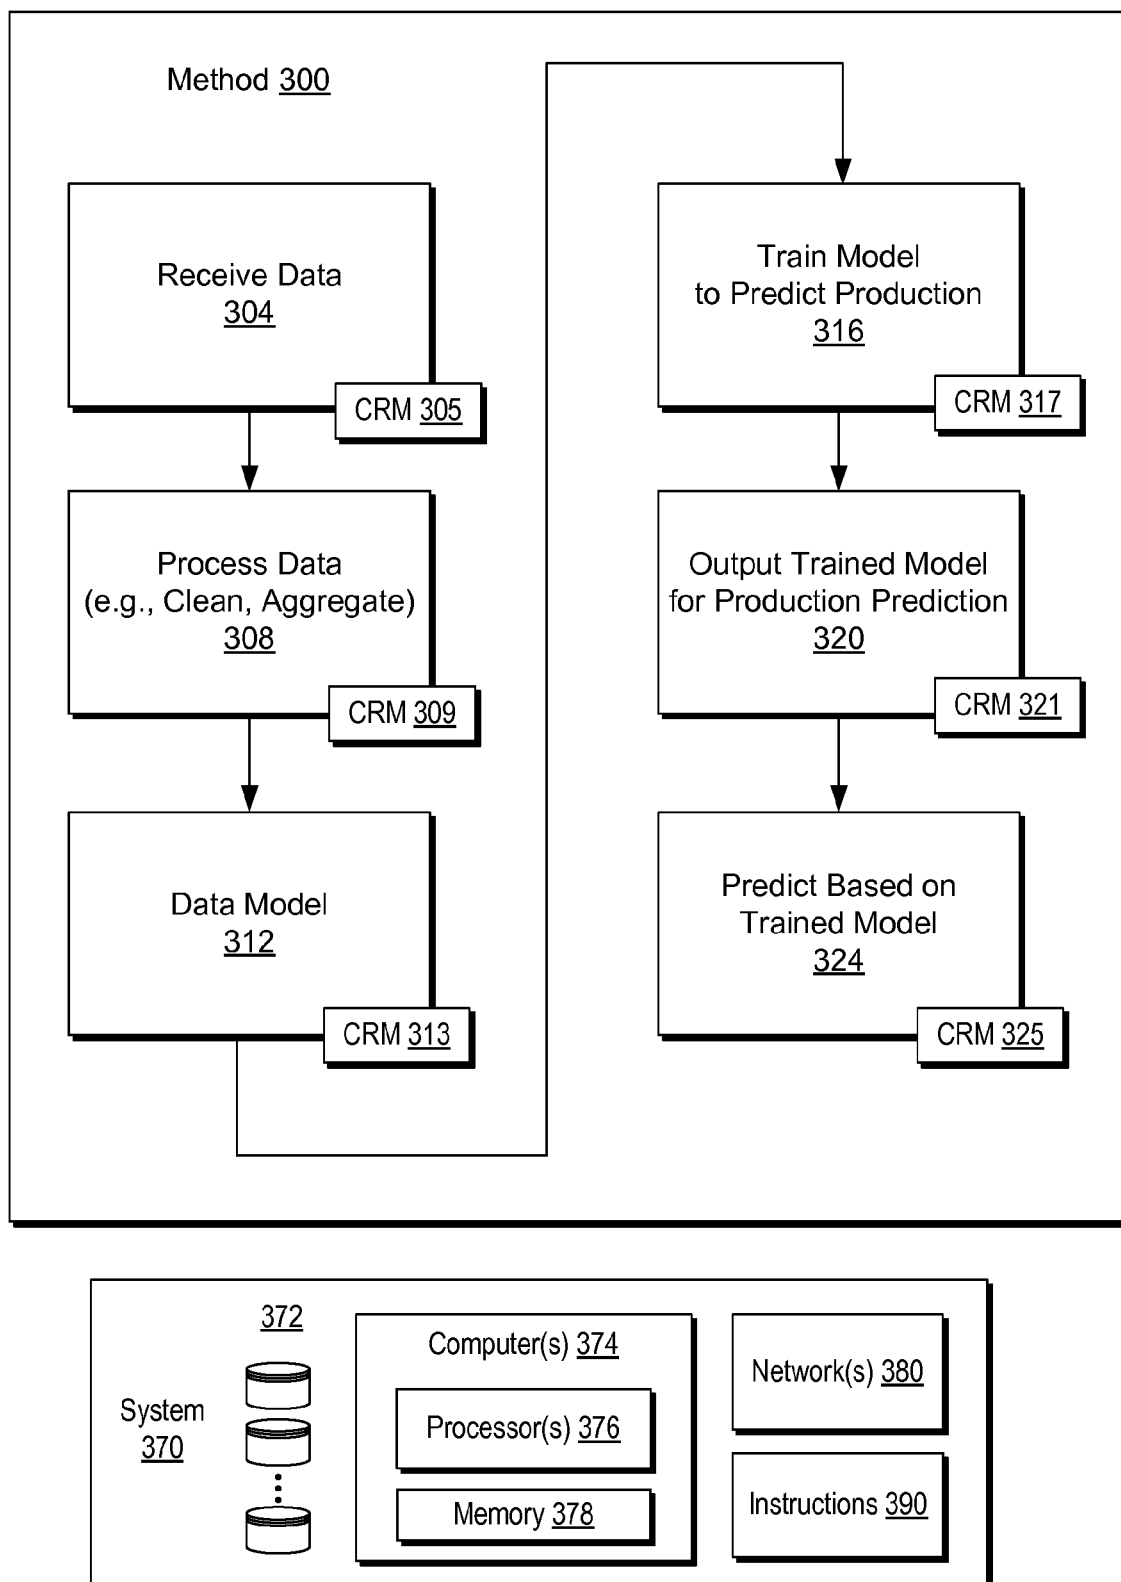 Method 300
Receive Data
304
CRM 305
Process Data
(e.g., Clean, Aggregate)
308
CRM 309
Data Model
312
CRM 313
Train Model
to Predict Production
316
CRM 317
Output Trained Model
for Production Prediction
320
CRM 321
Predict Based on
Trained Model
324
CRM 325
System
370
372
Computer(s) 374
Processor(s) 376
Memory 378
Network(s) 380
Instructions 390